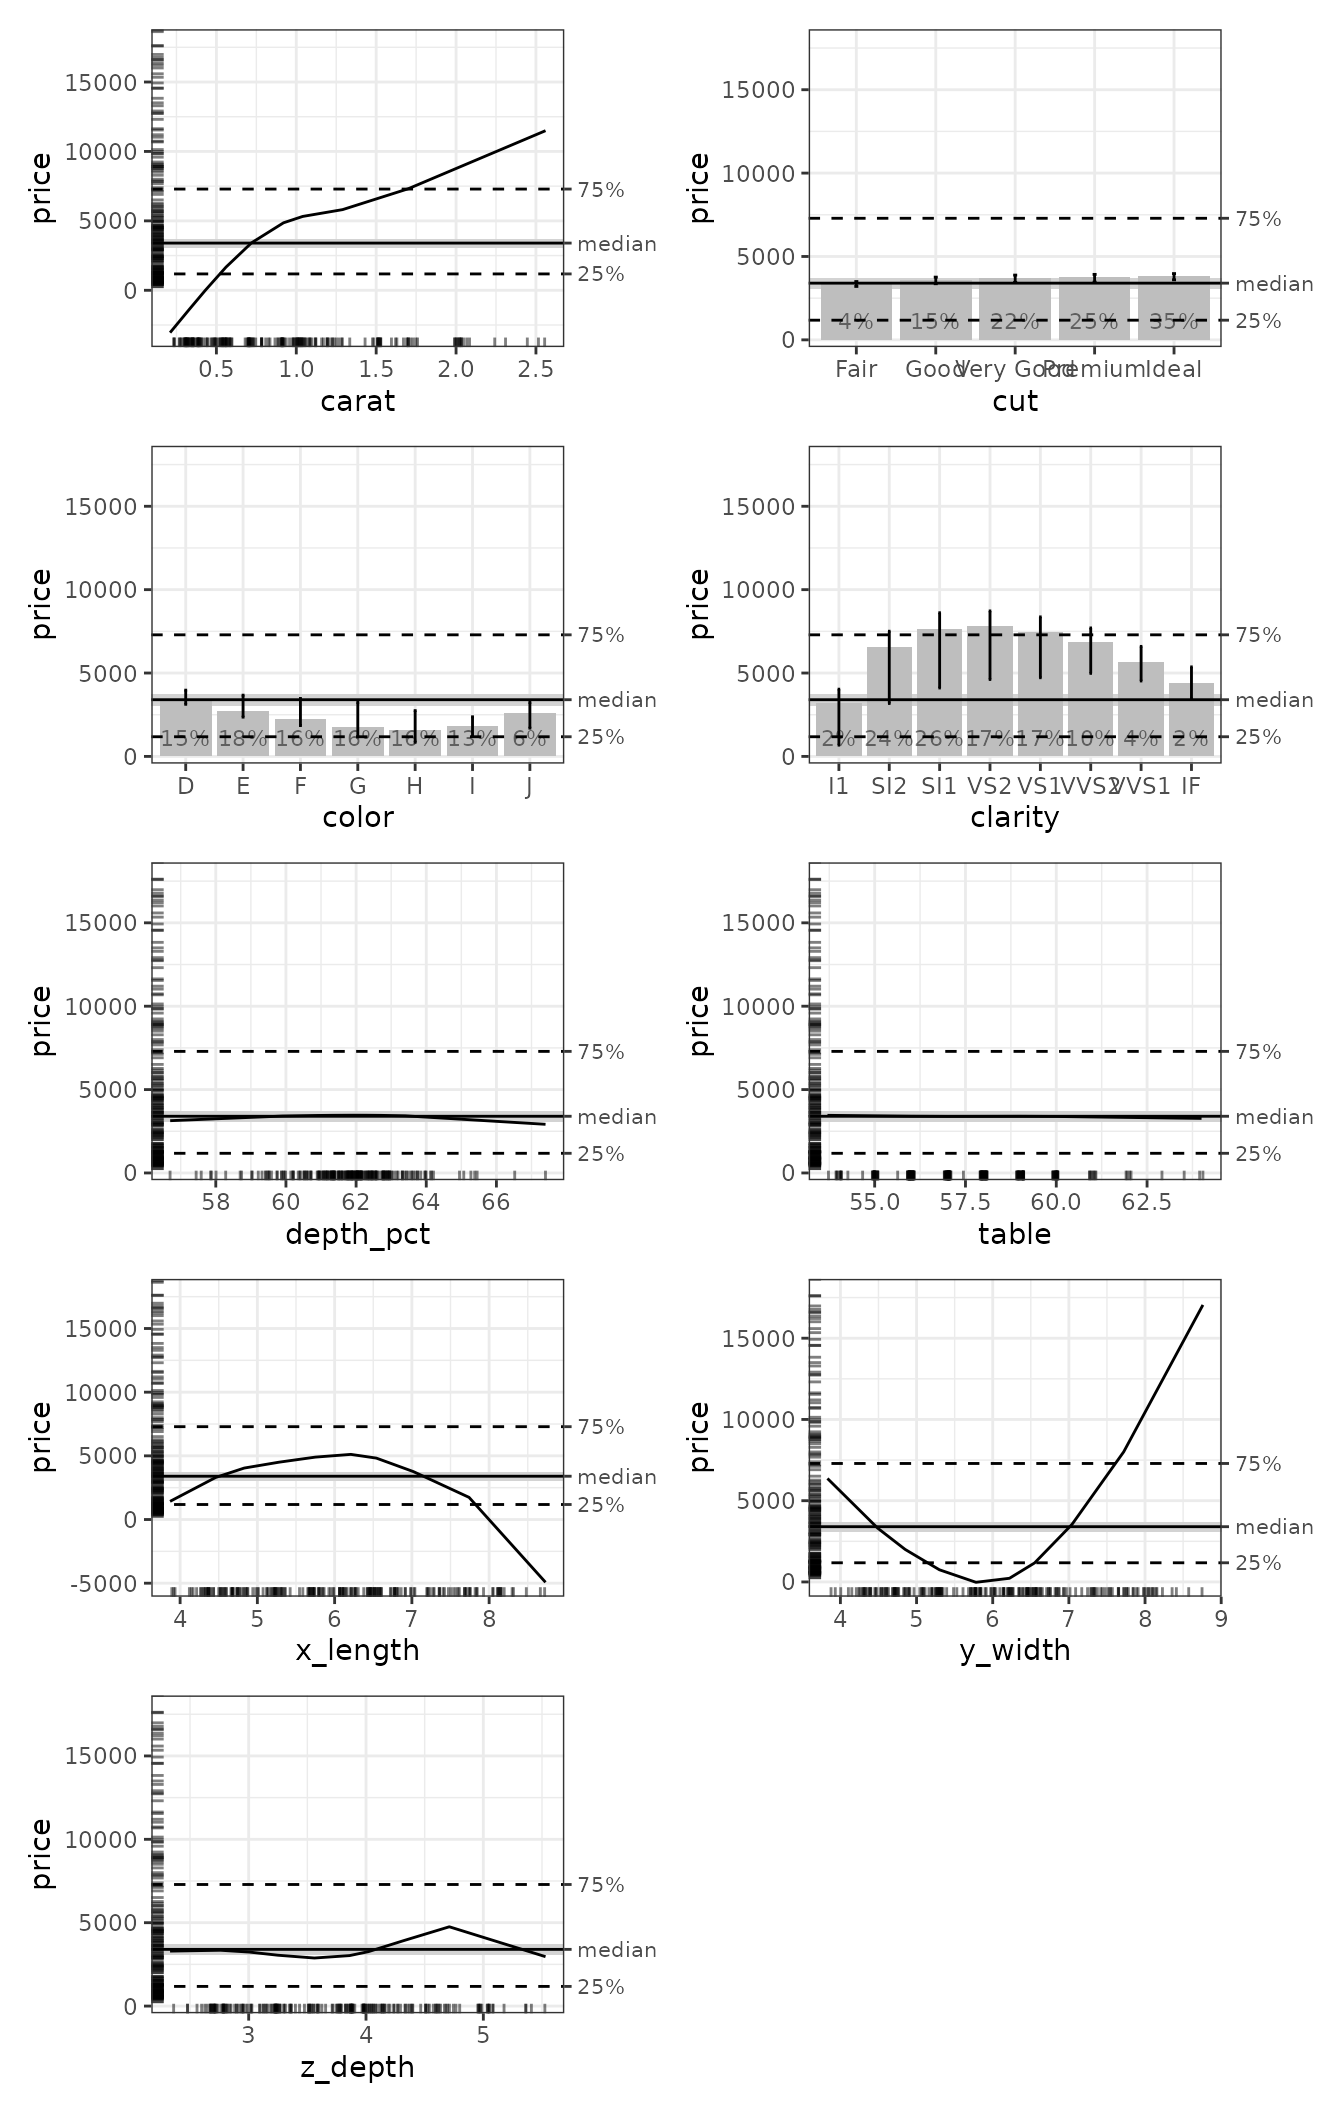 price
15000
10000
5000
0
75%
median
25%
0.5 1.0 1.5 2.0 2.5
carat
price
15000
10000
5000
0
75%
median
25%
4% 15% 22% 25% 35%
Fair Good Very Good Premium Ideal
cut
price
15000
10000
5000
0
75%
median
25%
15% 18% 16% 16% 16% 13% 6%
D E F G H I J
color
price
15000
10000
5000
0
75%
median
25%
2% 24% 26% 17% 17% 10% 4% 2%
I1 SI2 SI1 VS2 VS1 VVS2 VVS1 IF
clarity
price
15000
10000
5000
0
75%
median
25%
58 60 62 64 66
depth_pct
price
15000
10000
5000
0
75%
median
25%
55.0 57.5 60.0 62.5
table
price
15000
10000
5000
0
-5000
75%
median
25%
4 5 6 7 8
x_length
price
15000
10000
5000
0
75%
median
25%
4 5 6 7 8 9
y_width
price
15000
10000
5000
0
75%
median
25%
3 4 5
z_depth